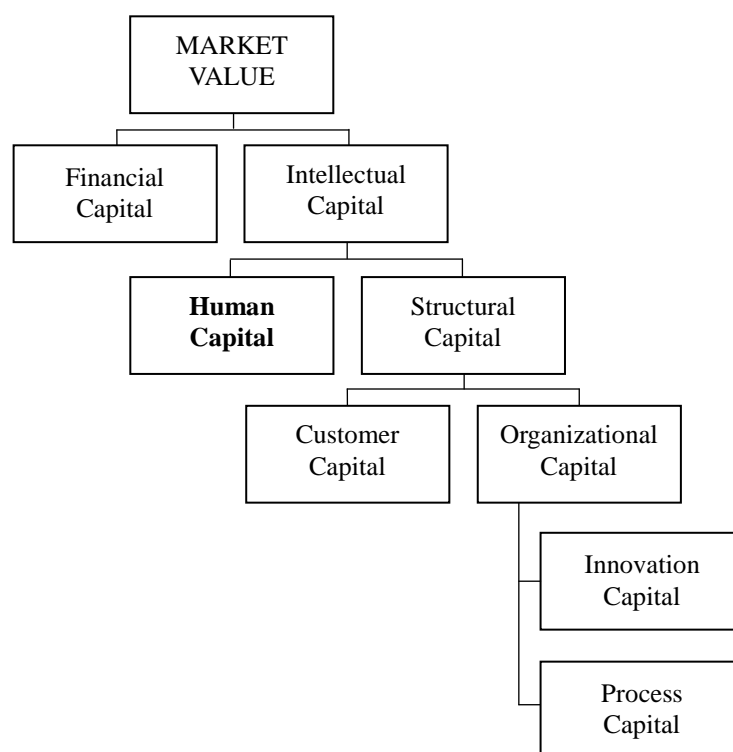 MARKET
VALUE
Financial
Capital
Intellectual
Capital
Human
Capital
Structural
Capital
Customer
Capital
Organizational
Capital
Innovation
Capital
Process
Capital